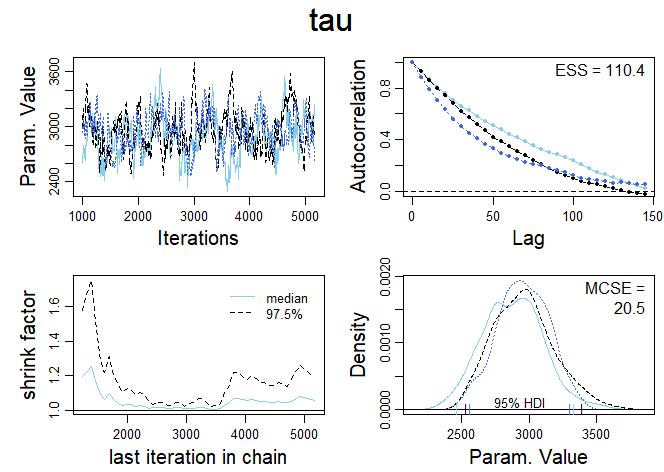 tau
3600
3000
2400
Param. Value
1000
2000
3000
4000
5000
Iterations
ESS = 110.4
0.8
0.4
0.0
Autocorrelation
0
50
100
150
Lag
median
97.5%
1.6
1.4
1.2
1.0
shrink factor
2000
3000
4000
5000
last iteration in chain
MCSE =
20.5
0.0020
0.0010
0.0000
Density
95% HDI
2500
3000
3500
Param. Value